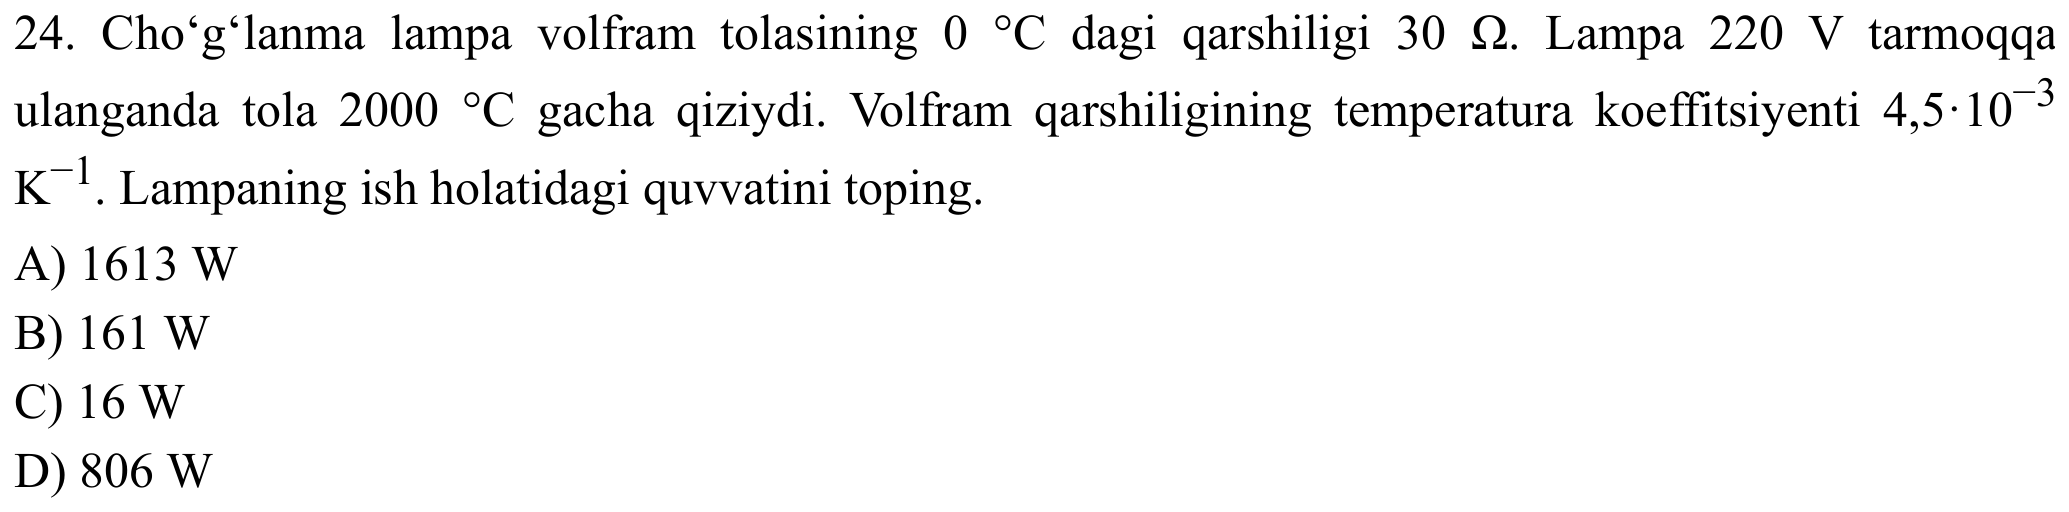 24. Cho‘g‘lanma lampa volfram tolasining 0 °C dagi qarshiligi 30 Ω. Lampa 220 V tarmoqqa
ulanganda tola 2000 °C gacha qiziydi. Volfram qarshiligining temperatura koeffitsiyenti 4,5·10⁻³
K⁻¹. Lampaning ish holatidagi quvvatini toping.
A) 1613 W
B) 161 W
C) 16 W
D) 806 W